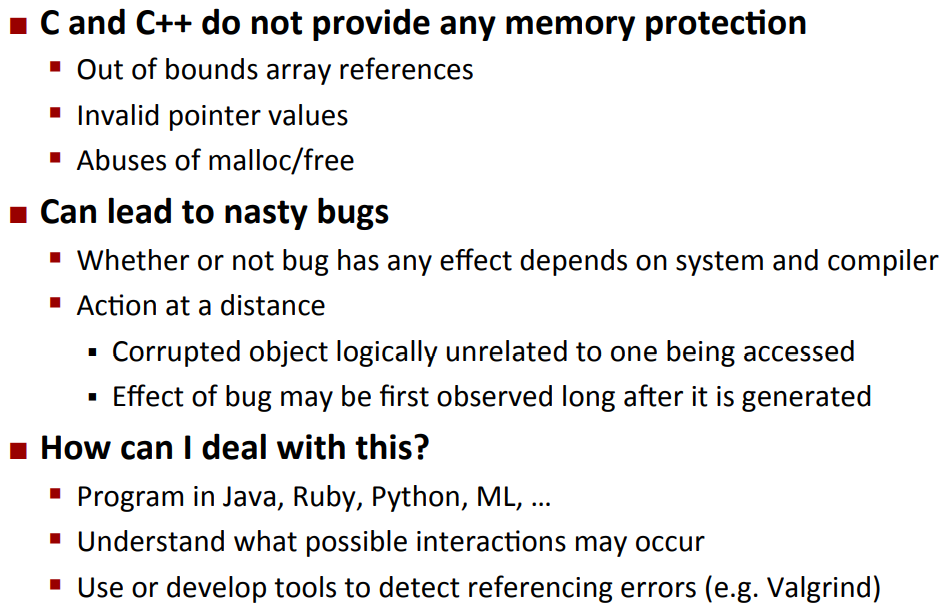 C and C++ do not provide any memory protection
Out of bounds array references
Invalid pointer values
Abuses of malloc/free
Can lead to nasty bugs
Whether or not bug has any effect depends on system and compiler
Action at a distance
Corrupted object logically unrelated to one being accessed
Effect of bug may be first observed long after it is generated
How can I deal with this?
Program in Java, Ruby, Python, ML, …
Understand what possible interactions may occur
Use or develop tools to detect referencing errors (e.g. Valgrind)